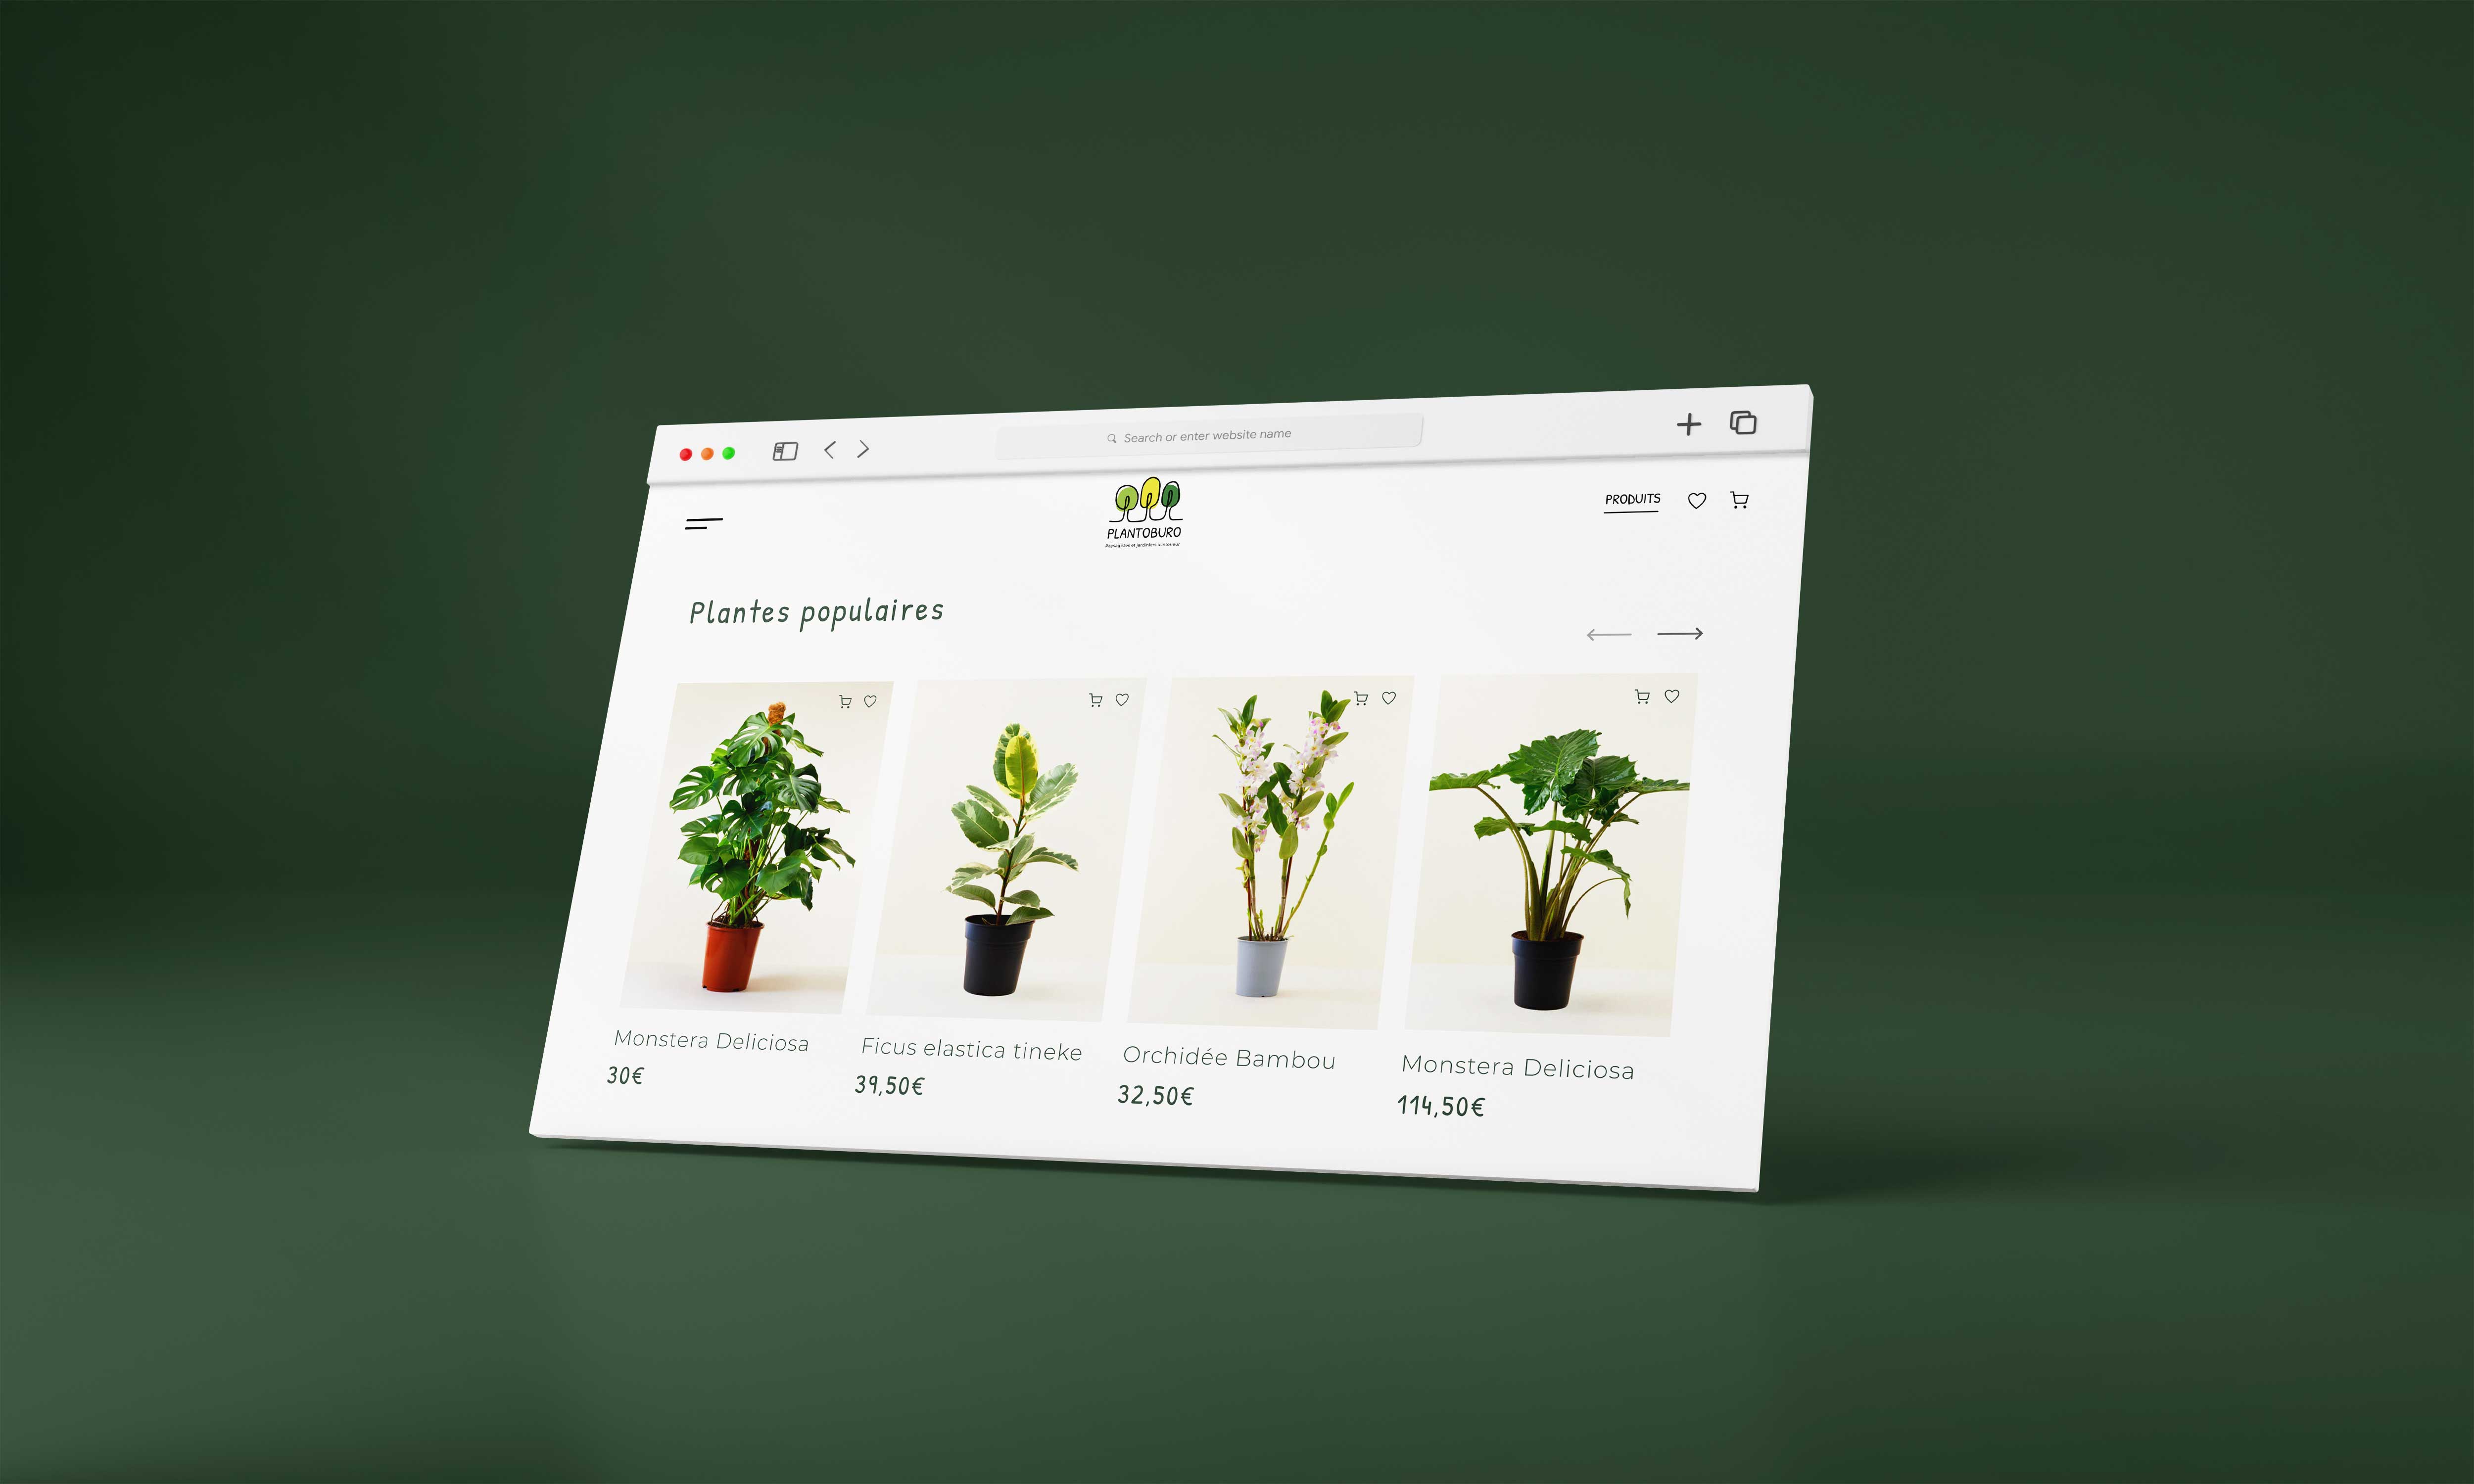 Search or enter website name
PLANTOBURO
Paysagistes et jardiniers d'interieur
PRODUITS
Plantes populaires
Monstera Deliciosa
30€
Ficus elastica tineke
39,50€
Orchidée Bambou
32,50€
Monstera Deliciosa
114,50€